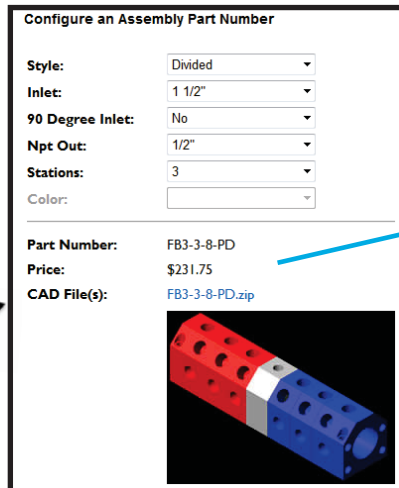 Configure an Assembly Part Number
Style: Divided
Inlet: 1 1/2"
90 Degree Inlet: No
Npt Out: 1/2"
Stations: 3
Color:
Part Number: FB3-3-8-PD
Price: $231.75
CAD File(s): FB3-3-8-PD.zip